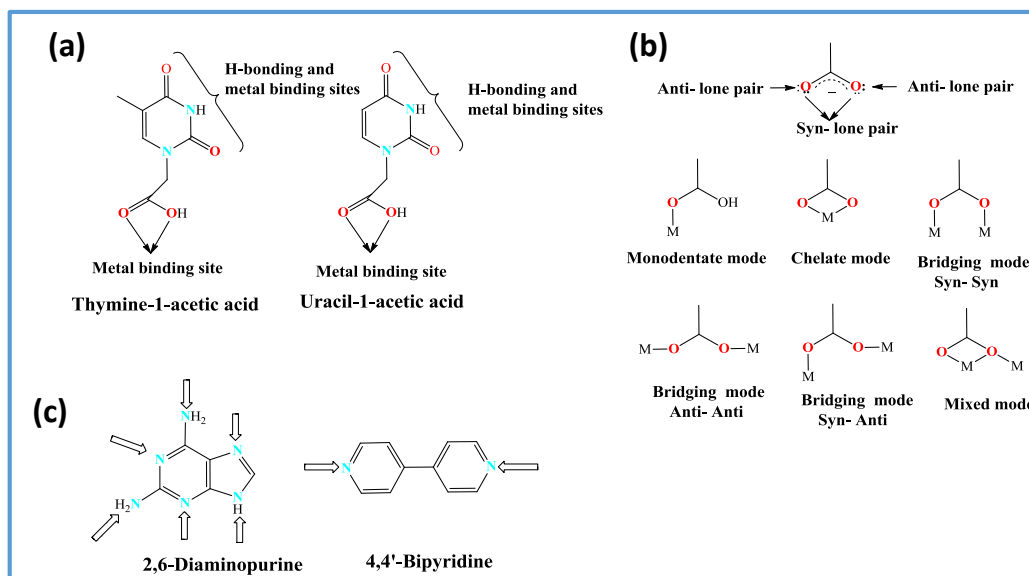 (a)
O
H-bonding and
metal binding sites
NH
N
O
O
OH
Metal binding site
Thymine-1-acetic acid
O
H-bonding and
metal binding sites
NH
N
O
O
OH
Metal binding site
Uracil-1-acetic acid
(b)
Anti- lone pair
:O
O:
Anti- lone pair
Syn- lone pair
O
OH
M
Monodentate mode
O
O
M
Chelate mode
O
O
M
M
Bridging mode
Syn- Syn
M
O
O
M
Bridging mode
Anti- Anti
O
O
M
M
Bridging mode
Syn-Anti
O
O
M
M
Mixed mode
(c)
NH2
N
N
H2N
N
N
H
2,6-Diaminopurine
N
N
4,4'-Bipyridine